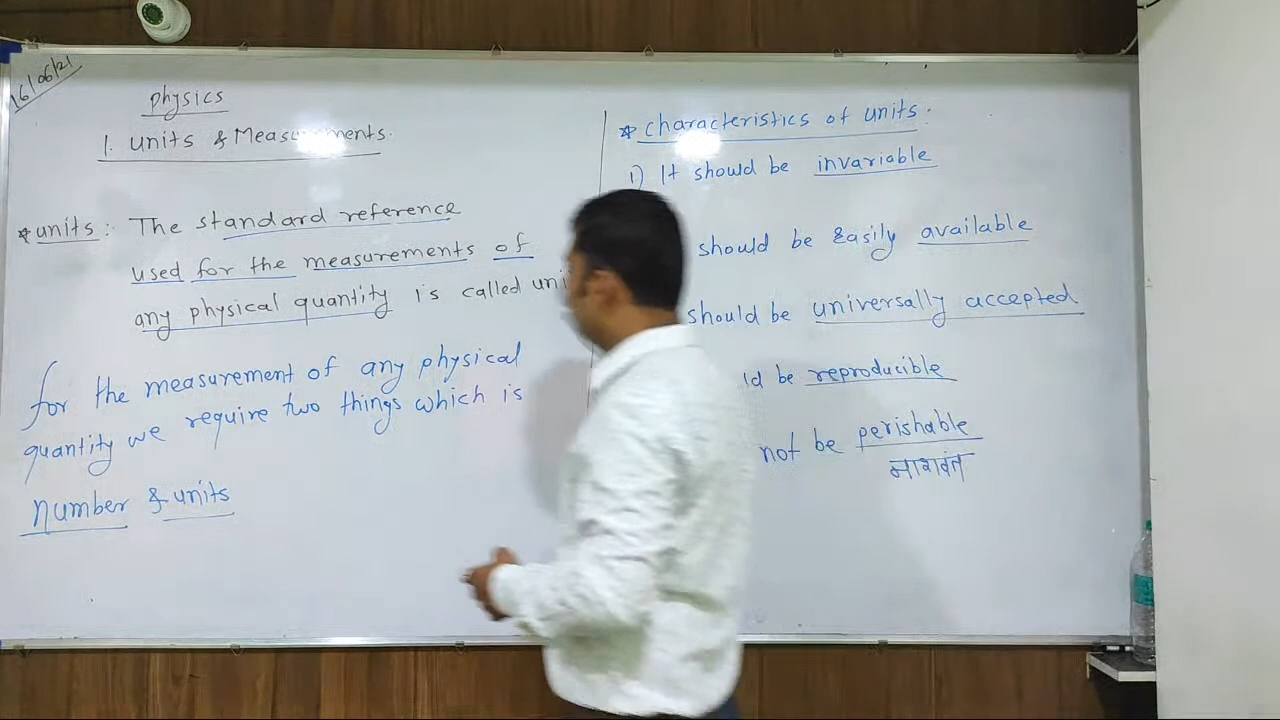 16/06/21
Physics
1. units & Measurements.
* units: The standard reference
used for the measurements of
any physical quantity is called uni
for the measurement of any physical
quantity we require two things which is
number & units
* characteristics of units:
1) It should be invariable
should be Easily available
should be universally accepted
ld be reproducible
not be perishable
नाशवंत